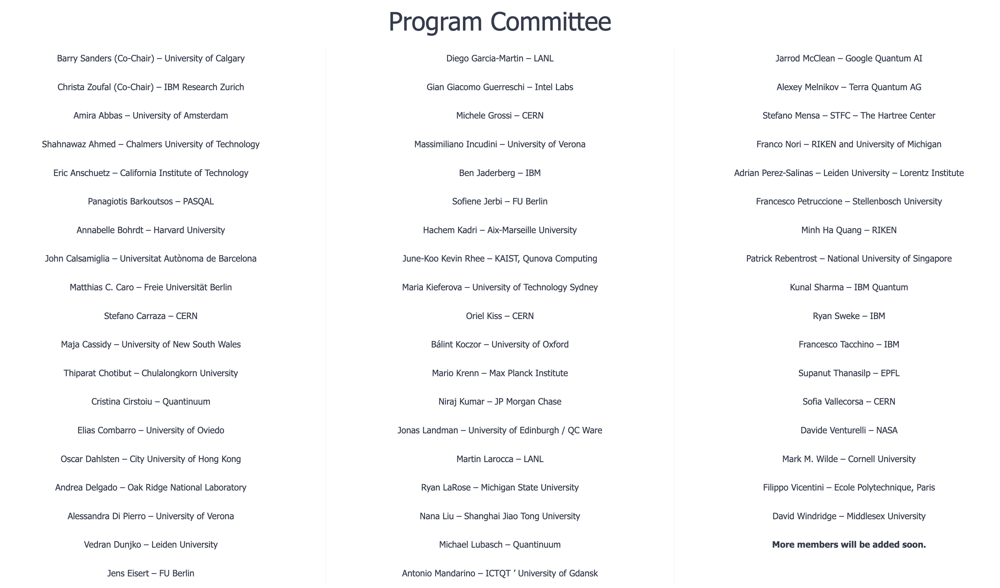 Program Committee
Barry Sanders (Co-Chair) – University of Calgary
Christa Zoufal (Co-Chair) – IBM Research Zurich
Amira Abbas – University of Amsterdam
Shahnawaz Ahmed – Chalmers University of Technology
Eric Anschuetz – California Institute of Technology
Panagiotis Barkoutsos – PASQAL
Annabelle Bohrdt – Harvard University
John Calsamiglia – Universitat Autònoma de Barcelona
Matthias C. Caro – Freie Universität Berlin
Stefano Carraza – CERN
Maja Cassidy – University of New South Wales
Thiparat Chotibut – Chulalongkorn University
Cristina Cirstoiu – Quantinuum
Elias Combarro – University of Oviedo
Oscar Dahlsten – City University of Hong Kong
Andrea Delgado – Oak Ridge National Laboratory
Alessandra Di Pierro – University of Verona
Vedran Dunjko – Leiden University
Jens Eisert – FU Berlin
Diego Garcia-Martin – LANL
Gian Giacomo Guerreschi – Intel Labs
Michele Grossi – CERN
Massimiliano Incudini – University of Verona
Ben Jaderberg – IBM
Sofiene Jerbi – FU Berlin
Hachem Kadri – Aix-Marseille University
June-Koo Kevin Rhee – KAIST, Qunova Computing
Maria Kieferova – University of Technology Sydney
Oriel Kiss – CERN
Bálint Koczor – University of Oxford
Mario Krenn – Max Planck Institute
Niraj Kumar – JP Morgan Chase
Jonas Landman – University of Edinburgh / QC Ware
Martin Larocca – LANL
Ryan LaRose – Michigan State University
Nana Liu – Shanghai Jiao Tong University
Michael Lubasch – Quantinuum
Antonio Mandarino – ICTQT ’ University of Gdansk
Jarrod McClean – Google Quantum AI
Alexey Melnikov – Terra Quantum AG
Stefano Mensa – STFC – The Hartree Center
Franco Nori – RIKEN and University of Michigan
Adrian Perez-Salinas – Leiden University – Lorentz Institute
Francesco Petruccione – Stellenbosch University
Minh Ha Quang – RIKEN
Patrick Rebentrost – National University of Singapore
Kunal Sharma – IBM Quantum
Ryan Sweke – IBM
Francesco Tacchino – IBM
Supanut Thanasilp – EPFL
Sofia Vallecorsa – CERN
Davide Venturelli – NASA
Mark M. Wilde – Cornell University
Filippo Vicentini – Ecole Polytechnique, Paris
David Windridge – Middlesex University
More members will be added soon.